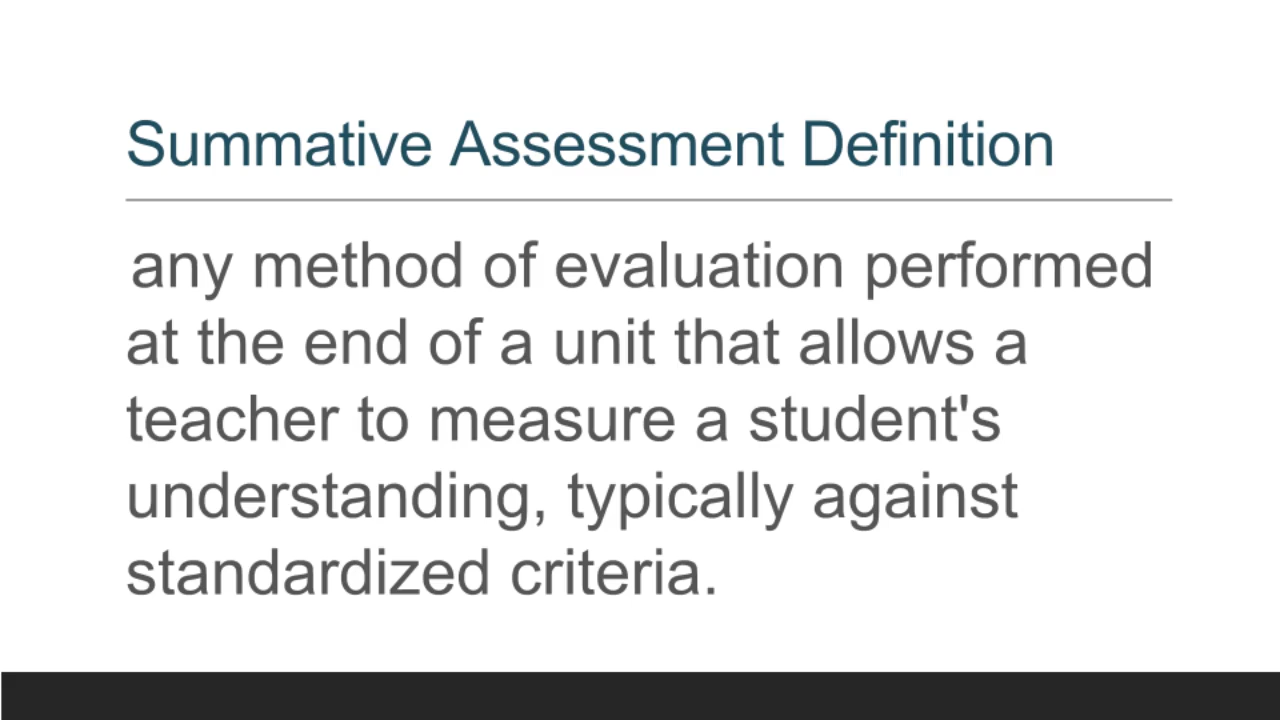 Summative Assessment Definition
any method of evaluation performed
at the end of a unit that allows a
teacher to measure a student's
understanding, typically against
standardized criteria.